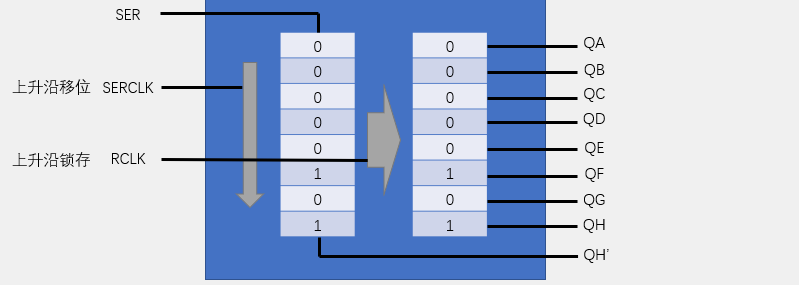 SER
0 0 QA
0 0 QB
上升沿移位 SERCLK
0 0 QC
0 0 QD
0 0 QE
上升沿锁存 RCLK
1 1 QF
0 0 QG
1 1 QH
QH'